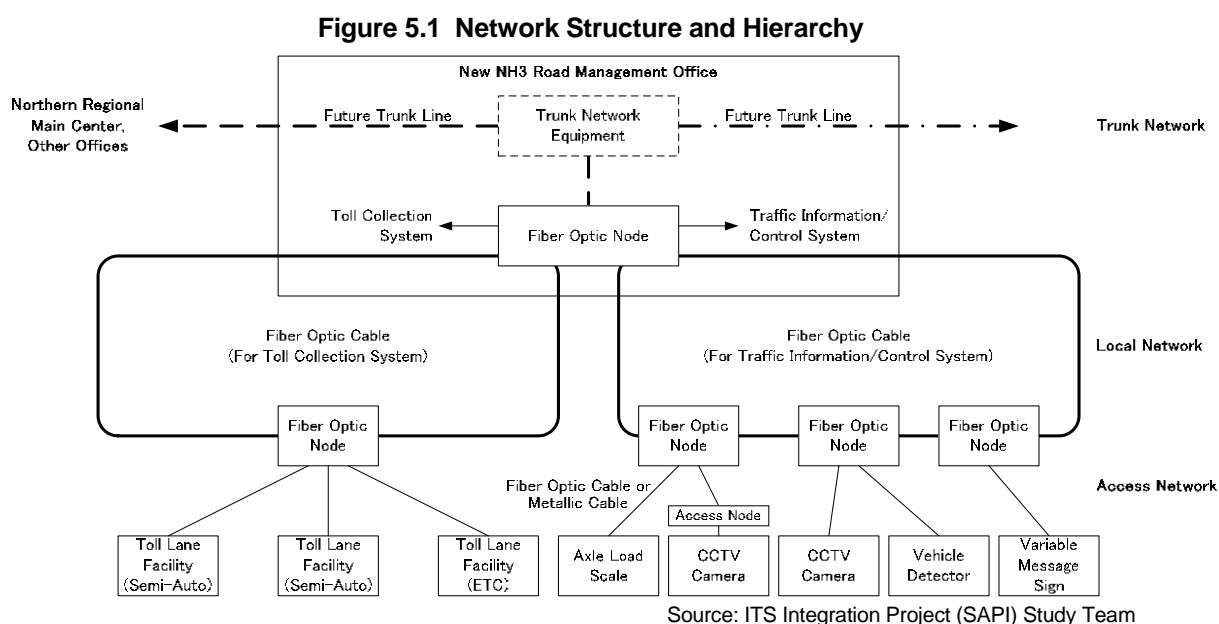 Figure 5.1 Network Structure and Hierarchy
New NH3 Road Management Office
Northern Regional
Main Center,
Other Offices
Future Trunk Line
Trunk Network
Equipment
Future Trunk Line
Trunk Network
Toll Collection
System
Fiber Optic Node
Traffic Information/
Control System
Fiber Optic Cable
(For Toll Collection System)
Fiber Optic Cable
(For Traffic Information/Control System)
Local Network
Fiber Optic
Node
Fiber Optic
Node
Fiber Optic
Node
Fiber Optic
Node
Fiber Optic Cable or
Metallic Cable
Access Network
Access Node
Toll Lane
Facility
(Semi-Auto)
Toll Lane
Facility
(Semi-Auto)
Toll Lane
Facility
(ETC)
Axle Load
Scale
CCTV
Camera
CCTV
Camera
Vehicle
Detector
Variable
Message
Sign
Source: ITS Integration Project (SAPI) Study Team